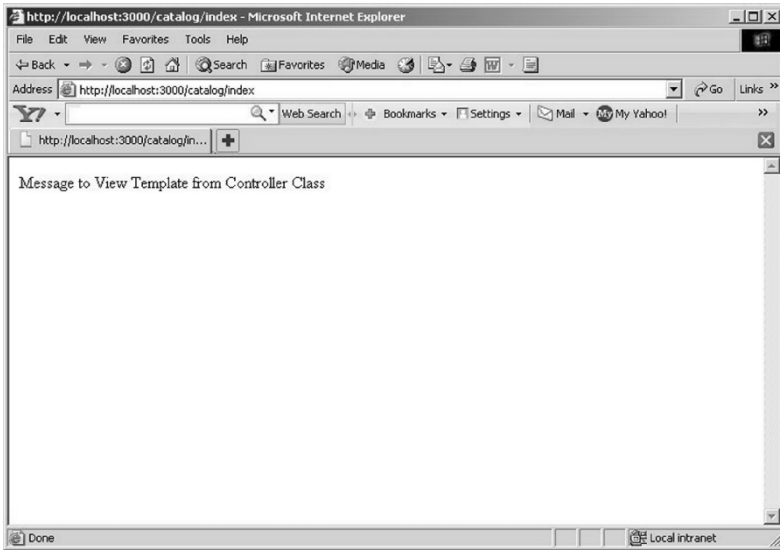 http://localhost:3000/catalog/index - Microsoft Internet Explorer
File Edit View Favorites Tools Help
Back Search Favorites Media W
Address http://localhost:3000/catalog/index Go Links »
Y! Web Search Bookmarks Settings Mail My My Yahoo! »
http://localhost:3000/catalog/in...
Message to View Template from Controller Class
Done Local intranet